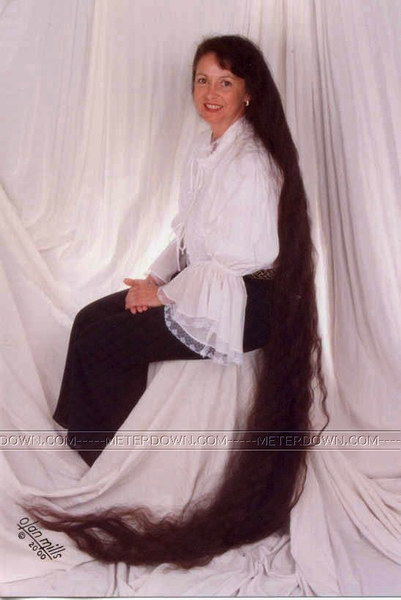 DOWN.COM-----METERDOWN.COM-----METERDOWN.COM-----
olan mills
© 2000